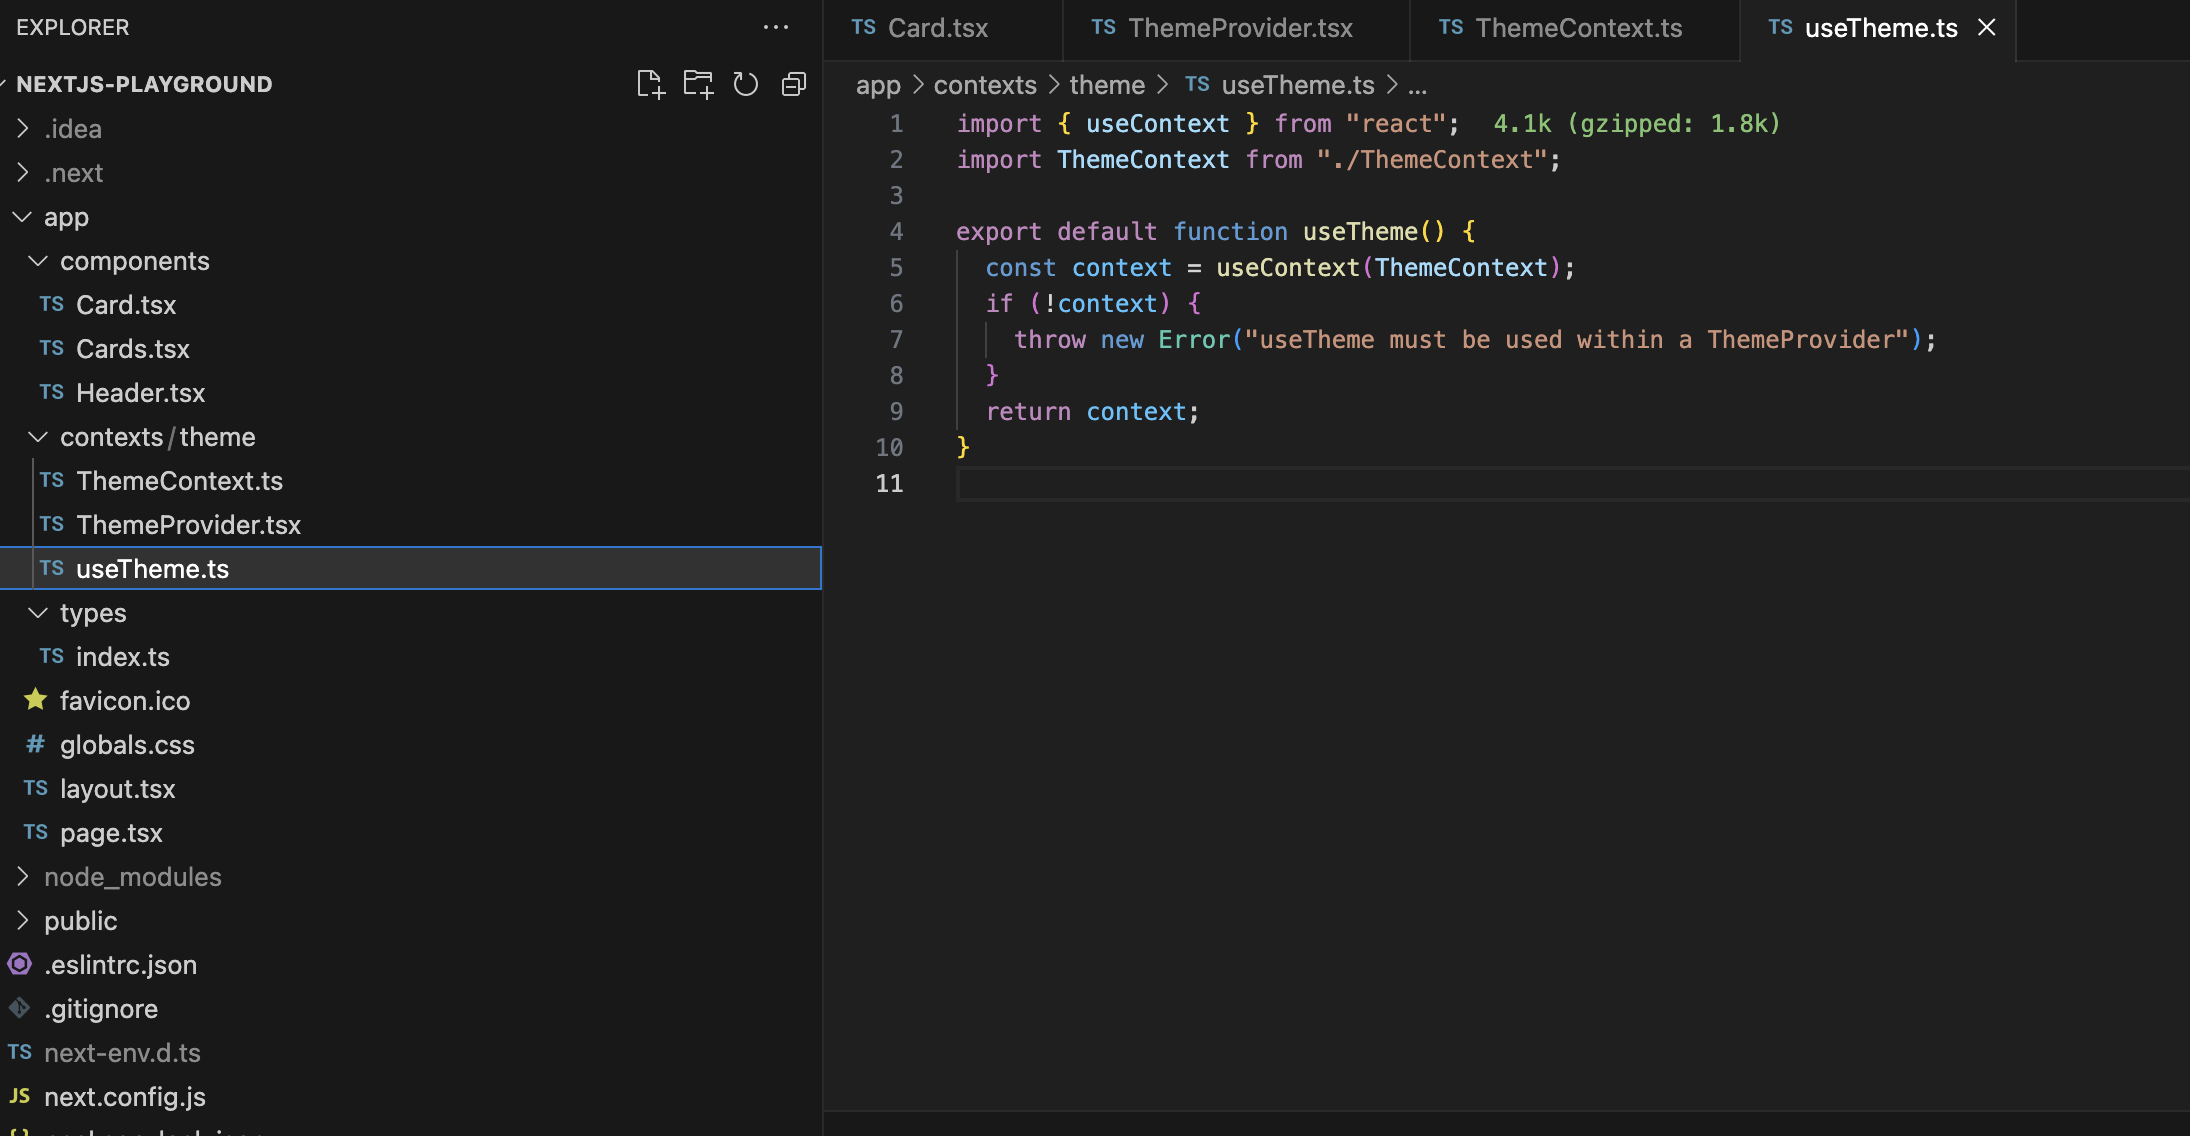 EXPLORER
NEXTJS-PLAYGROUND
.idea
.next
app
components
TS Card.tsx
TS Cards.tsx
TS Header.tsx
contexts/theme
TS ThemeContext.ts
TS ThemeProvider.tsx
TS useTheme.ts
types
TS index.ts
favicon.ico
# globals.css
TS layout.tsx
TS page.tsx
node_modules
public
.eslintrc.json
.gitignore
TS next-env.d.ts
JS next.config.js
TS Card.tsx TS ThemeProvider.tsx TS ThemeContext.ts TS useTheme.ts
app > contexts > theme > TS useTheme.ts > ...
1 import { useContext } from "react"; 4.1k (gzipped: 1.8k)
2 import ThemeContext from "./ThemeContext";
3
4 export default function useTheme() {
5 const context = useContext(ThemeContext);
6 if (!context) {
7 throw new Error("useTheme must be used within a ThemeProvider");
8 }
9 return context;
10 }
11